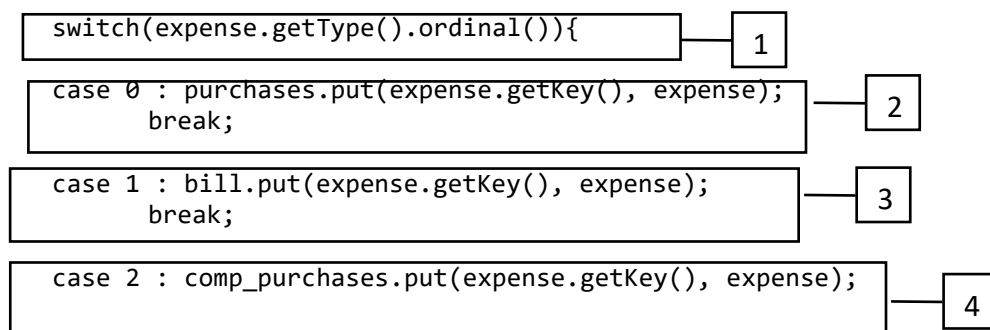 switch(expense.getType().ordinal()){
1
case 0 : purchases.put(expense.getKey(), expense);
break;
2
case 1 : bill.put(expense.getKey(), expense);
break;
3
case 2 : comp_purchases.put(expense.getKey(), expense);
4